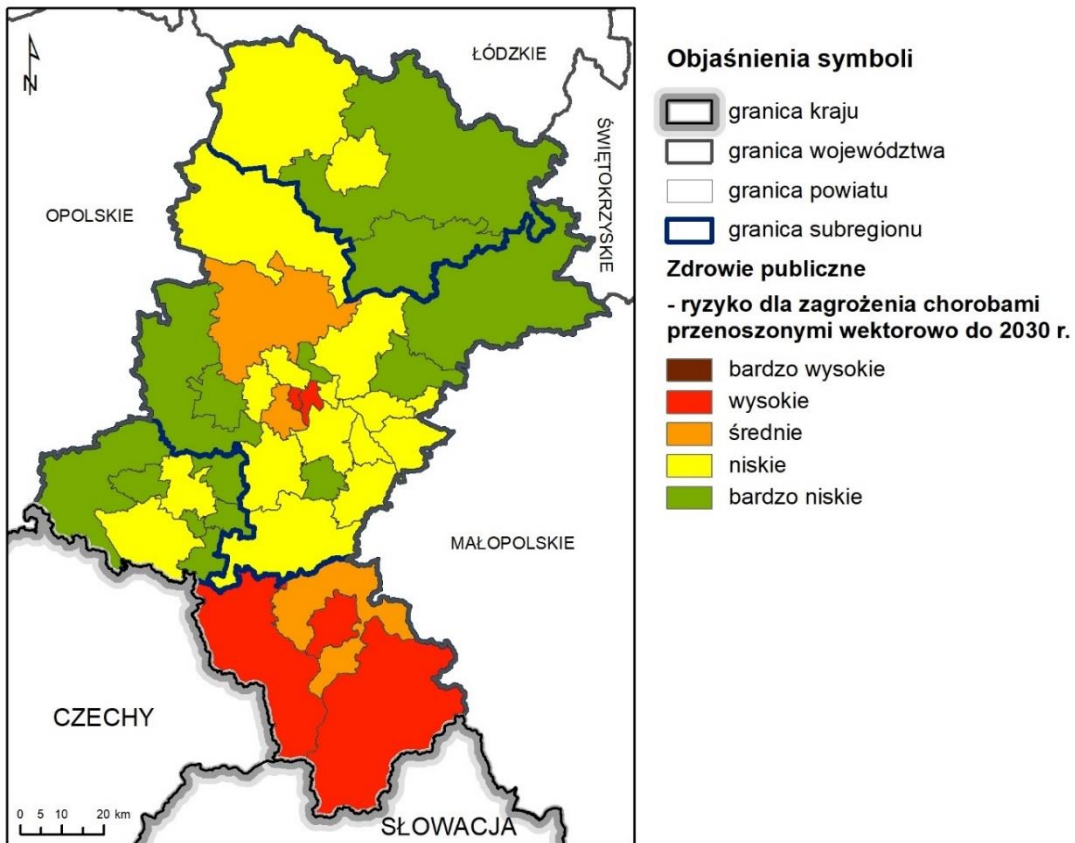 N
ŁÓDZKIE
ŚWIĘTOKRZYSKIE
OPOLSKIE
MAŁOPOLSKIE
CZECHY
SŁOWACJA
0 5 10 20 km
Objaśnienia symboli
granica kraju
granica województwa
granica powiatu
granica subregionu
Zdrowie publiczne
- ryzyko dla zagrożenia chorobami
przenoszonymi wektorowo do 2030 r.
bardzo wysokie
wysokie
średnie
niskie
bardzo niskie